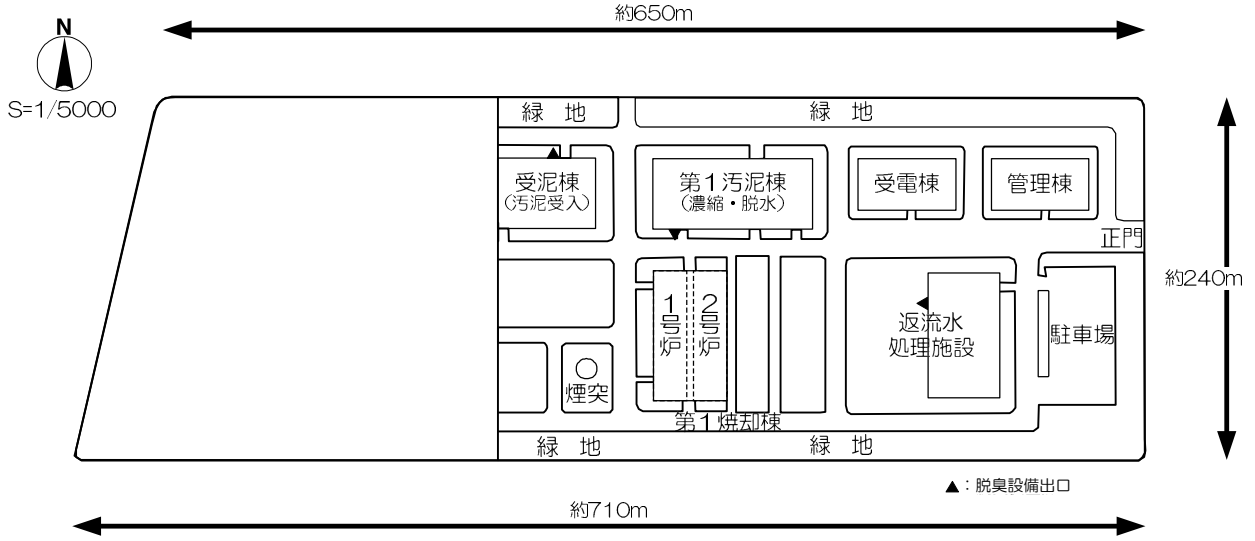 約650m
N
S=1/5000
緑 地
緑 地
受泥棟
(汚泥受入)
第1汚泥棟
(濃縮・脱水)
受電棟
管理棟
正門
約240m
1号炉
2号炉
返流水
処理施設
駐車場
煙突
第1焼却棟
緑 地
緑 地
▲：脱臭設備出口
約710m